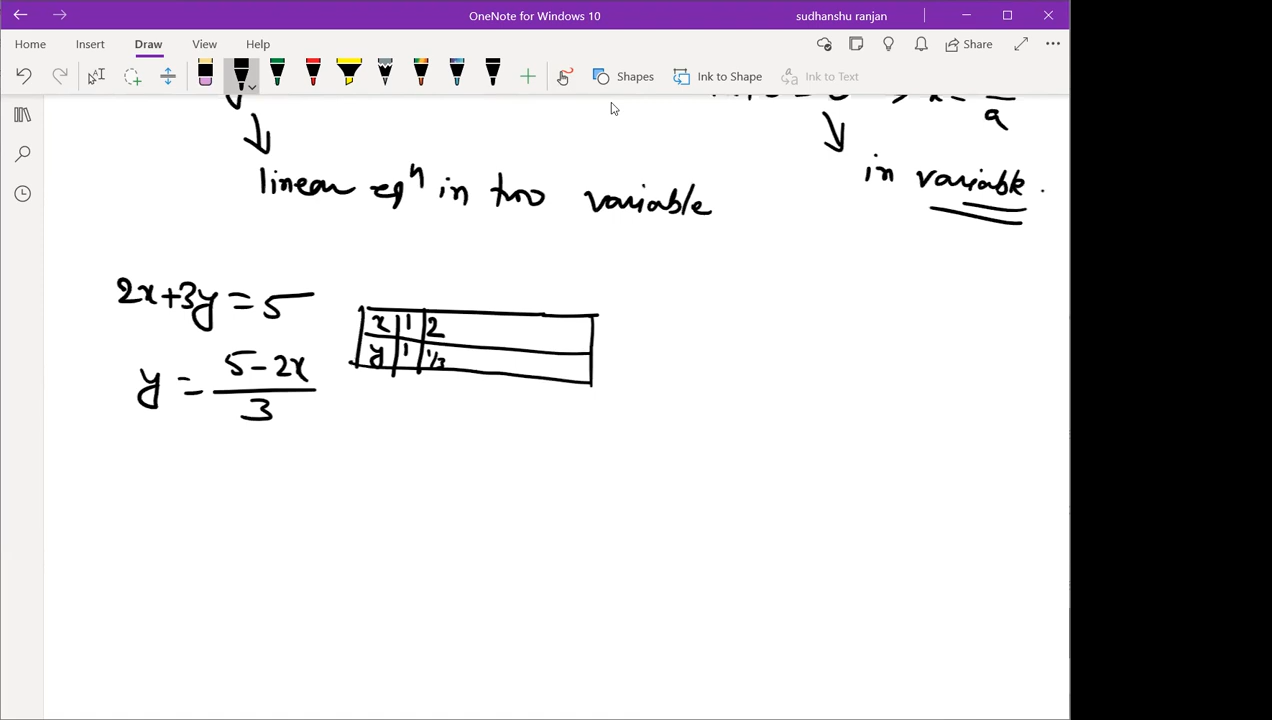 OneNote for Windows 10
sudhanshu ranjan
Home Insert Draw View Help
Share
Shapes Ink to Shape Ink to Text
a
linear eqⁿ in two variable
in variable.
2x+3y = 5
y = 5-2x / 3
x 1 2
y 1 1/3